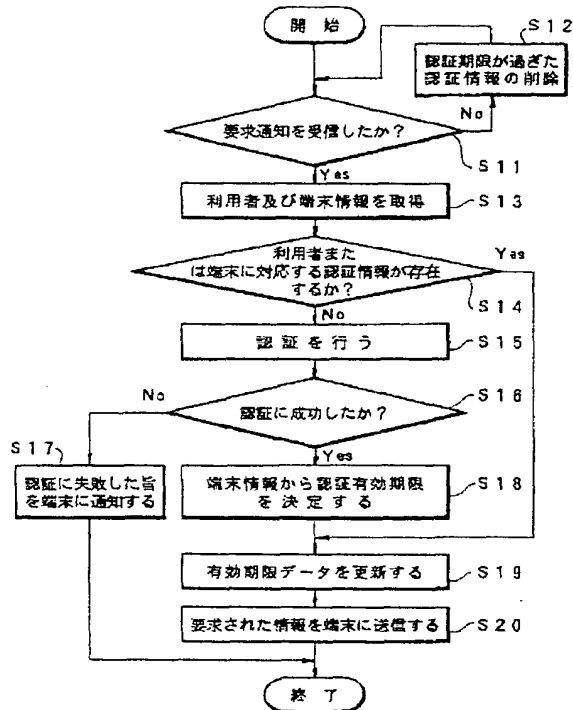 開始
S12
認証期限が過ぎた
認証情報の削除
No
要求通知を受信したか?
S11
Yes
利用者及び端末情報を取得
S13
利用者また
は端末に対応する認証情報が存在
するか?
Yes
S14
No
認証を行う
S15
No
認証に成功したか?
S16
S17
Yes
認証に失敗した旨
を端末に通知する
端末情報から認証有効期限
を決定する
S18
有効期限データを更新する
S19
要求された情報を端末に送信する
S20
終了